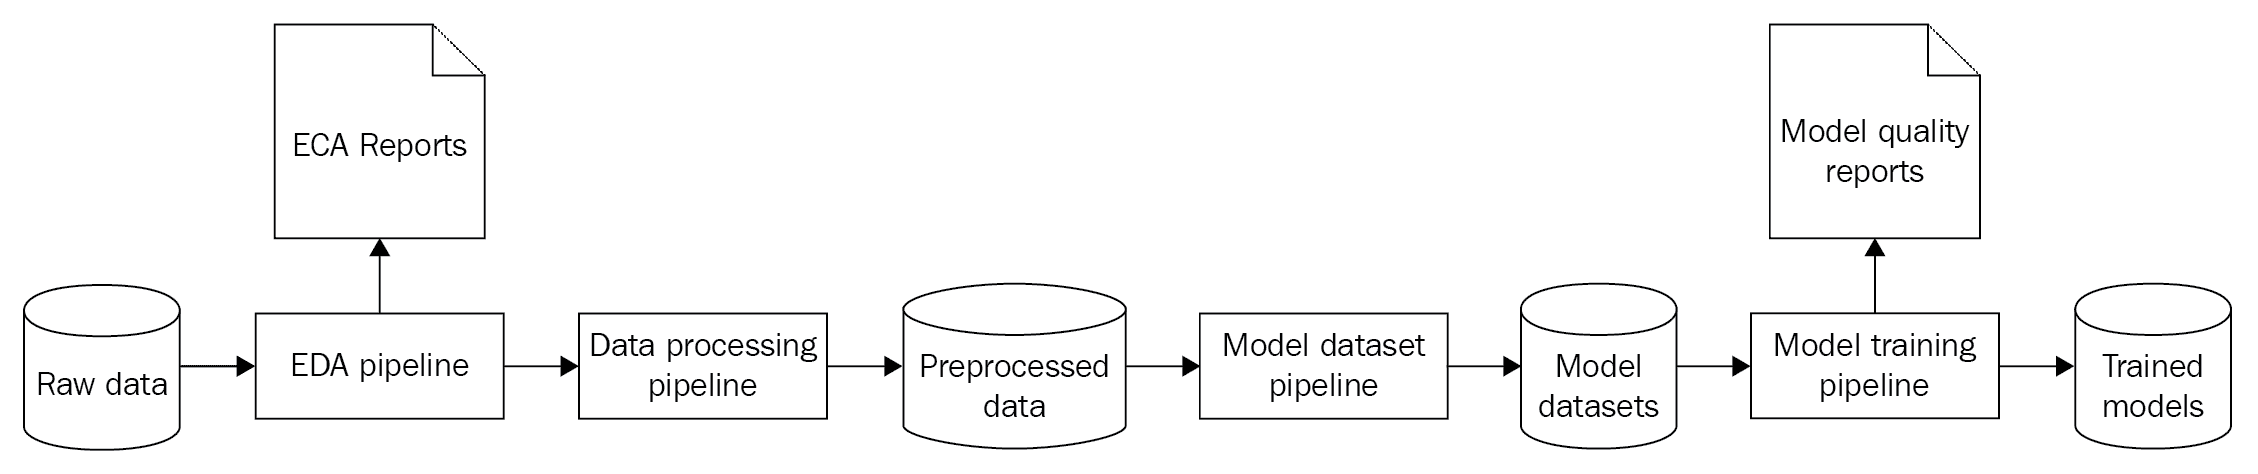 ECA Reports
Model quality
reports
Raw data
EDA pipeline
Data processing
pipeline
Preprocessed
data
Model dataset
pipeline
Model
datasets
Model training
pipeline
Trained
models